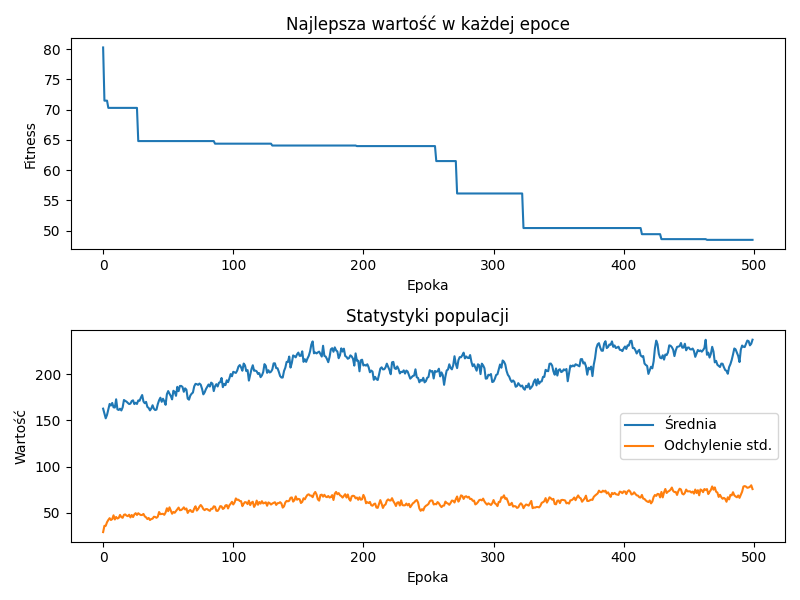 Najlepsza wartość w każdej epoce
80
75
70
65
60
55
50
Fitness
0 100 200 300 400 500
Epoka
Statystyki populacji
200
150
100
50
Wartość
Średnia
Odchylenie std.
0 100 200 300 400 500
Epoka